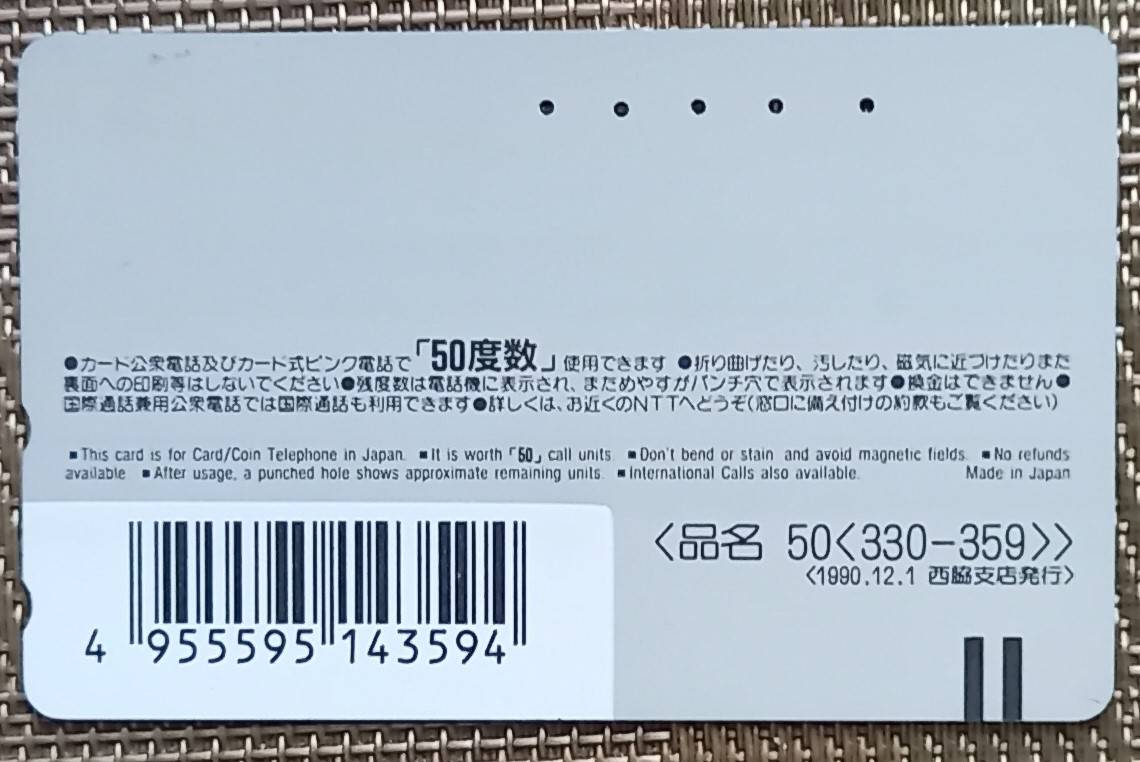 ●カード公衆電話及びカード式ピンク電話で「50度数」使用できます ●折り曲げたり、汚したり、磁気に近づけたりまた
裏面への印刷等はしないでください●残度数は電話機に表示され、まためやすがパンチ穴で表示されます●換金はできません●
国際通話兼用公衆電話では国際通話も利用できます●詳しくは、お近くのNTTへどうぞ(窓口に備え付けの約款もご覧ください)
■This card is for Card/Coin Telephone in Japan. ■It is worth「50」call units. ■Don't bend or stain and avoid magnetic fields. ■No refunds
available ■After usage, a punched hole shows approximate remaining units. ■International Calls also available. Made in Japan
〈品名 50〈330−359〉〉
〈1990.12.1 西脇支店発行〉
4 955595 143594